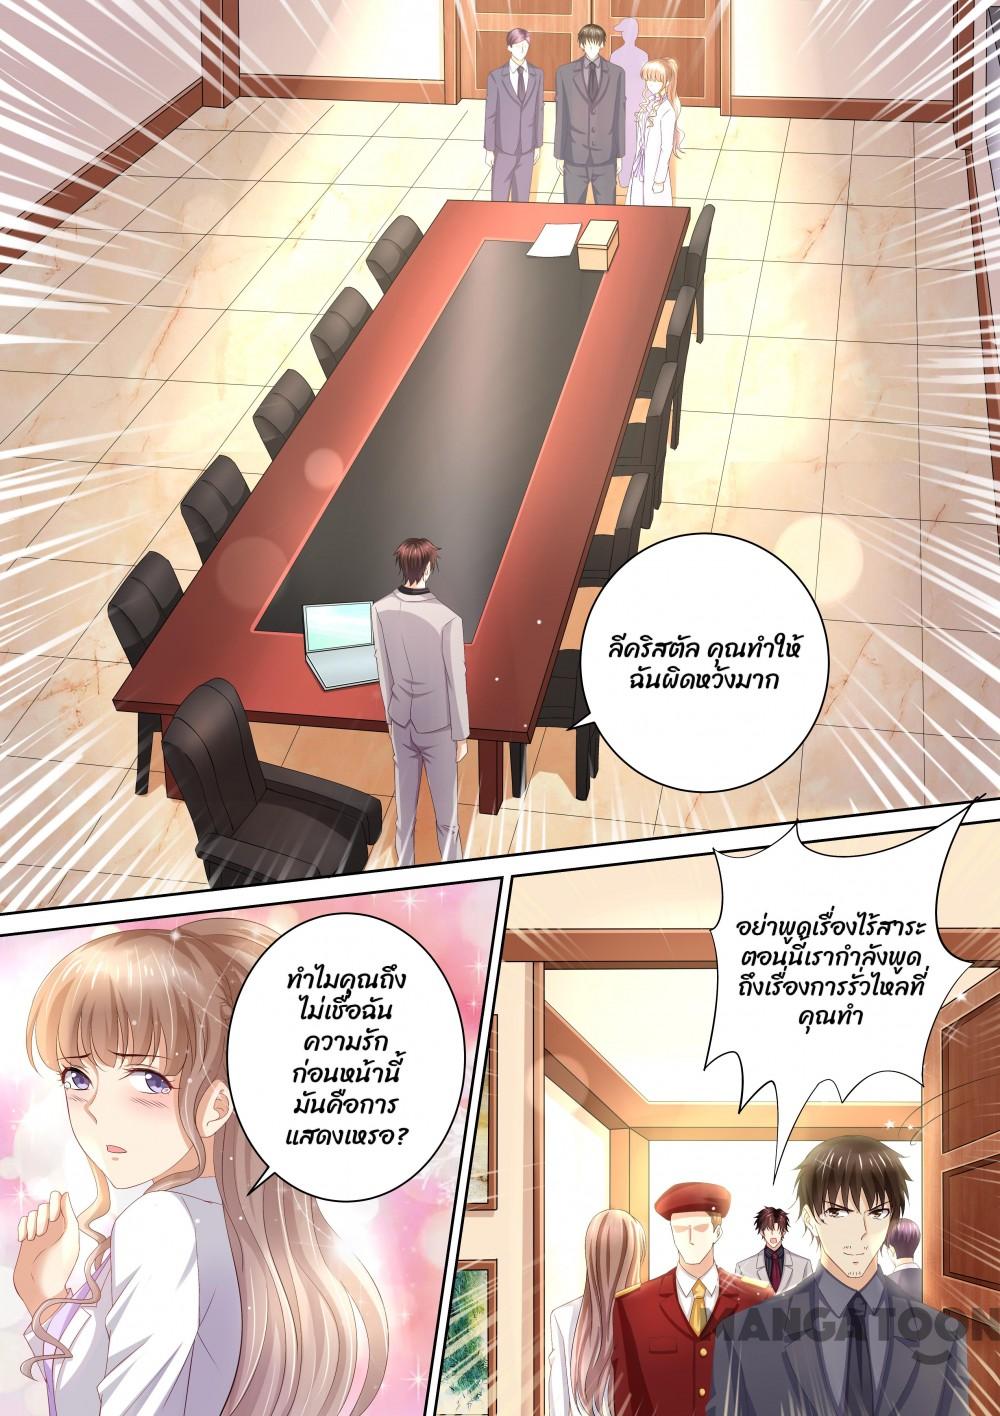 ลีคริสตัล คุณทำให้
ฉันผิดหวังมาก
ทำไมคุณถึง
ไม่เชื่อฉัน
ความรัก
ก่อนหน้านี้
มันคือการ
แสดงเหรอ?
อย่าพูดเรื่องไร้สาระ
ตอนนี้เรากำลังพูด
ถึงเรื่องการรั่วไหลที่
คุณทำ
MANGATOON